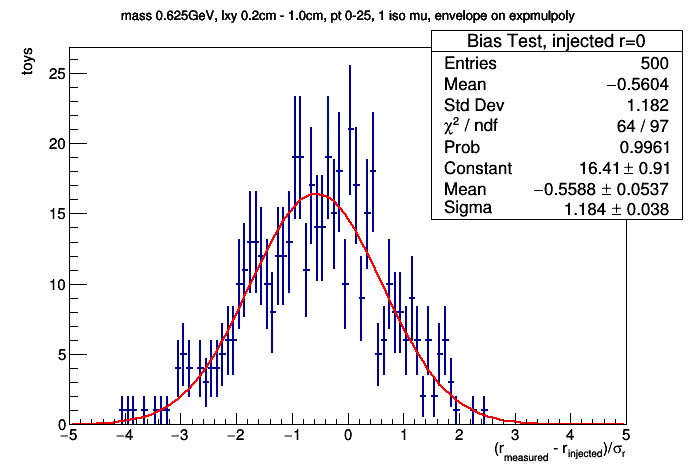 mass 0.625GeV, lxy 0.2cm - 1.0cm, pt 0-25, 1 iso mu, envelope on expmulpoly
Bias Test, injected r=0
Entries 500
Mean −0.5604
Std Dev 1.182
χ² / ndf 64 / 97
Prob 0.9961
Constant 16.41 ± 0.91
Mean −0.5588 ± 0.0537
Sigma 1.184 ± 0.038
toys
25
20
15
10
5
0
−5 −4 −3 −2 −1 0 1 2 3 4 5
(r_measured - r_injected)/σ_r